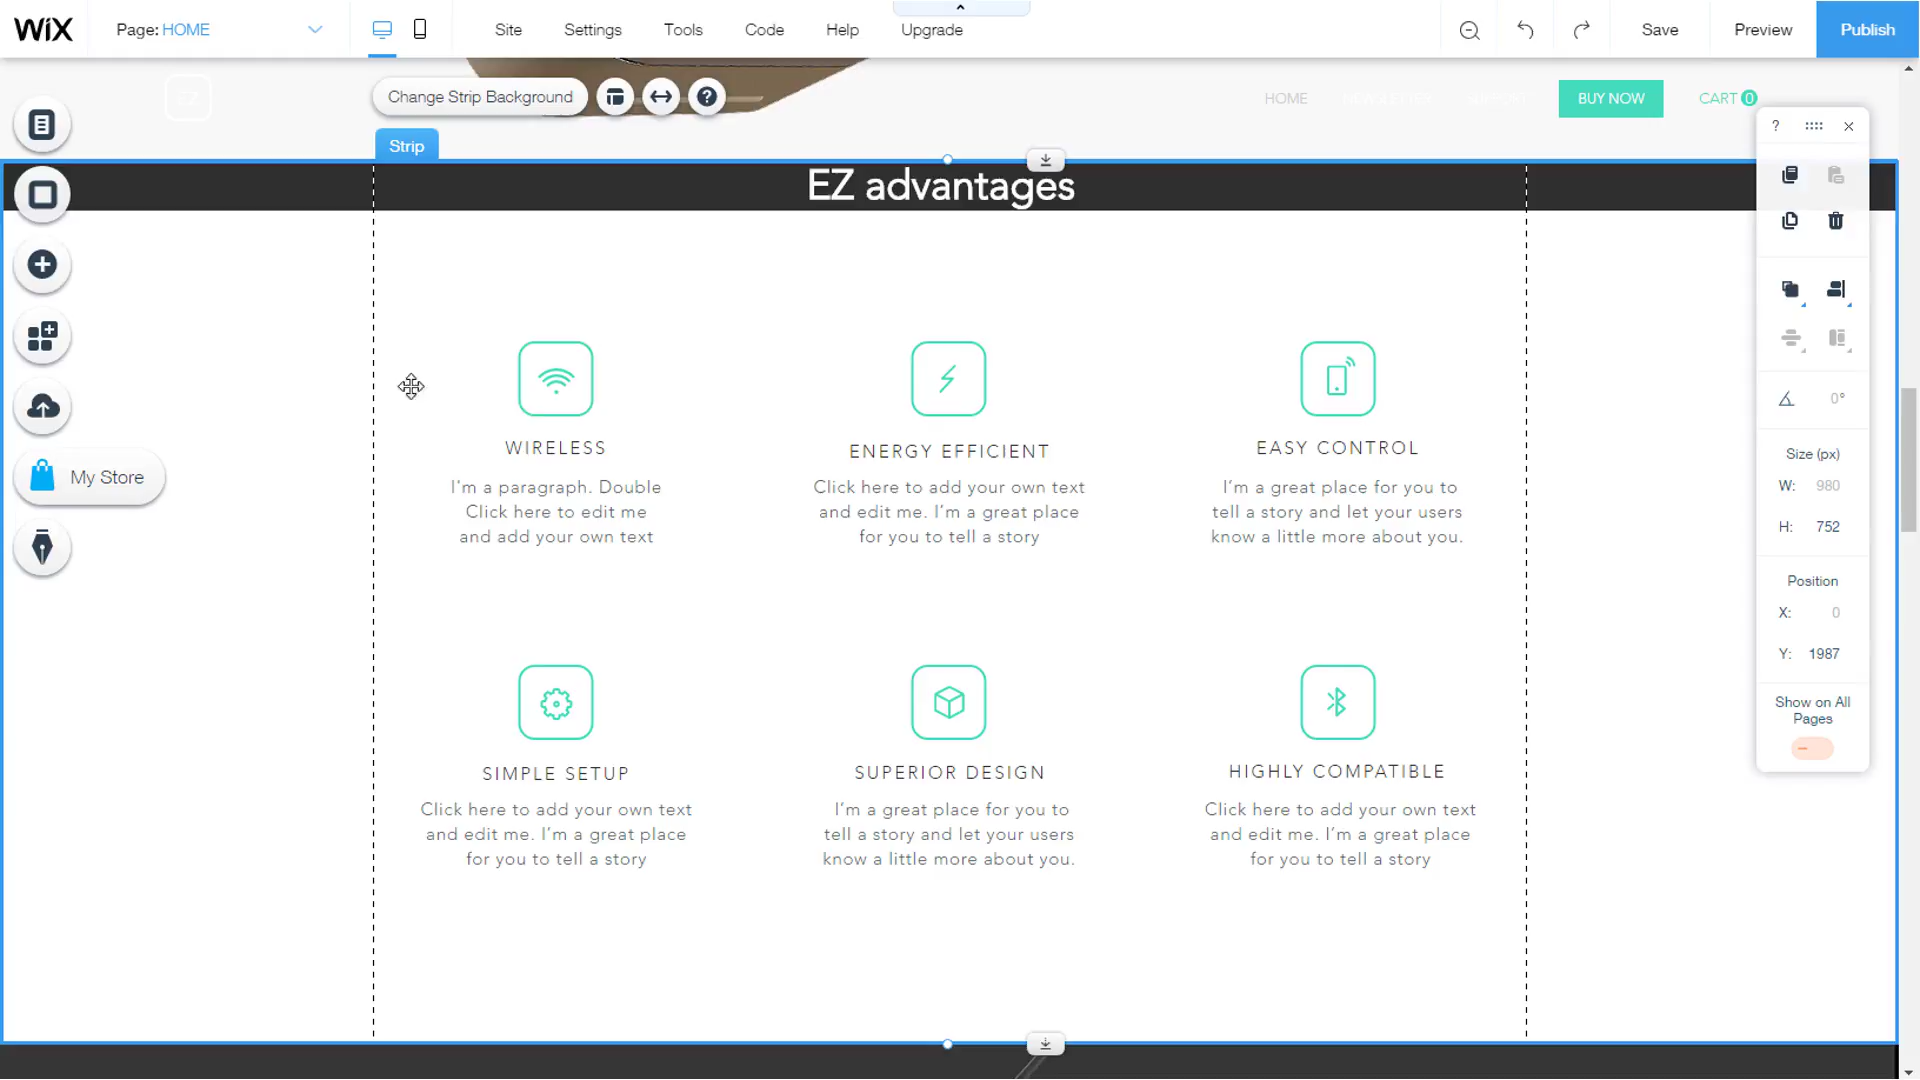 WiX
Page: HOME
Site
Settings
Tools
Code
Help
Upgrade
Save
Preview
Publish
Change Strip Background
?
HOME
NEWSLETTER
SUPPORT
BUY NOW
CART 0
Strip
EZ advantages
My Store
WIRELESS
I'm a paragraph. Double
Click here to edit me
and add your own text
ENERGY EFFICIENT
Click here to add your own text
and edit me. I'm a great place
for you to tell a story
EASY CONTROL
I'm a great place for you to
tell a story and let your users
know a little more about you.
SIMPLE SETUP
Click here to add your own text
and edit me. I'm a great place
for you to tell a story
SUPERIOR DESIGN
I'm a great place for you to
tell a story and let your users
know a little more about you.
HIGHLY COMPATIBLE
Click here to add your own text
and edit me. I'm a great place
for you to tell a story
?
0°
Size (px)
W: 980
H: 752
Position
X: 0
Y: 1987
Show on All
Pages